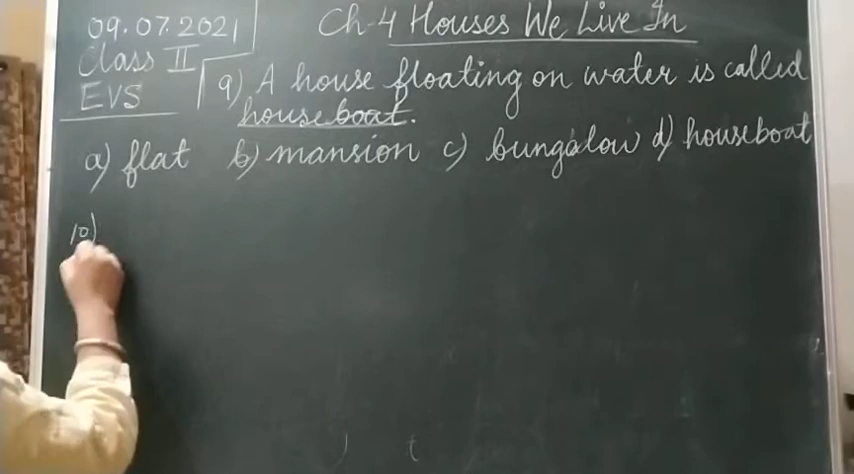 09.07.2021
Class II
EVS
Ch-4 Houses We Live In
9) A house floating on water is called
houseboat.
a) flat b) mansion c) bungalow d) houseboat
10)